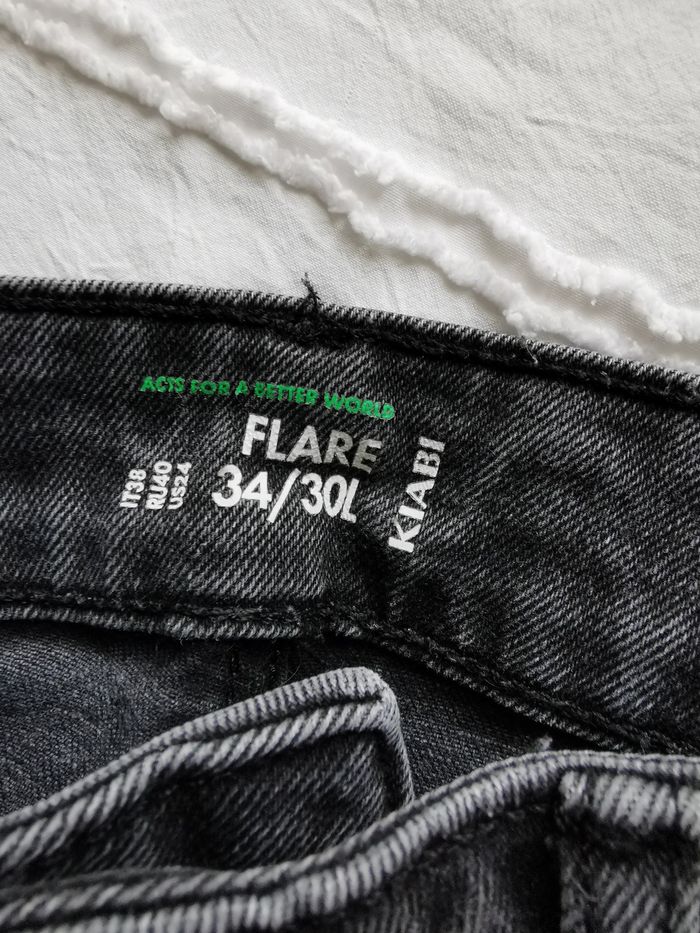 ACTS FOR A BETTER WORLD
FLARE
34/30L
IT38
RU40
US24
KIABI